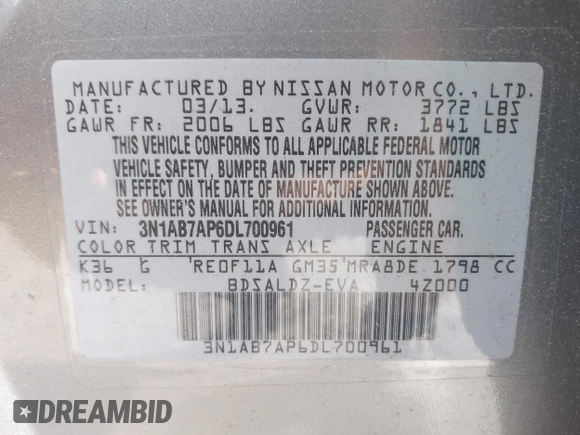 MANUFACTURED BY NISSAN MOTOR CO., LTD.
DATE: 03/13. GVWR: 3772 LBS
GAWR FR: 2006 LBS GAWR RR: 1841 LBS
THIS VEHICLE CONFORMS TO ALL APPLICABLE FEDERAL MOTOR
VEHICLE SAFETY, BUMPER AND THEFT PREVENTION STANDARDS
IN EFFECT ON THE DATE OF MANUFACTURE SHOWN ABOVE.
SEE OWNER'S MANUAL FOR ADDITIONAL INFORMATION.
VIN: 3N1AB7AP6DL700961 PASSENGER CAR.
COLOR TRIM TRANS AXLE ENGINE
K36 G 'RE0F11A GM35'MRA8DE 1798 CC
MODEL: BDSALDZ-EVA 4Z000
3N1AB7AP6DL700961
DREAMBID